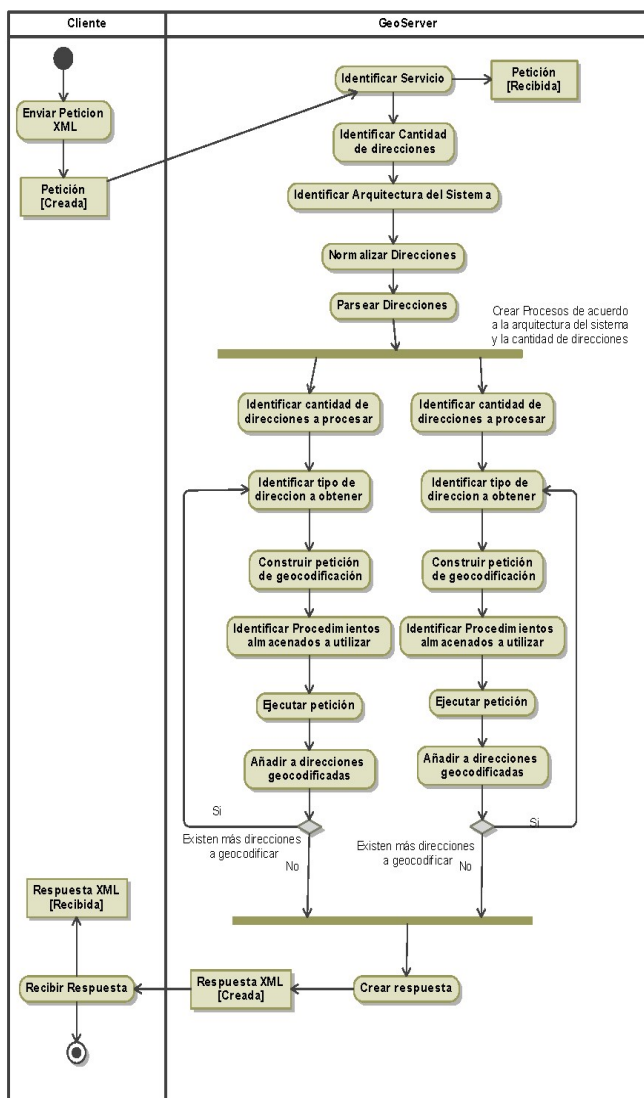 Cliente
GeoServer
Enviar Peticion
XML
Petición
[Creada]
Identificar Servicio
Petición
[Recibida]
Identificar Cantidad
de direcciones
Identificar Arquitectura del Sistema
Normalizar Direcciones
Parsear Direcciones
Crear Procesos de acuerdo
a la arquitectura del sistema
y la cantidad de direcciones
Identificar cantidad de
direcciones a procesar
Identificar tipo de
direccion a obtener
Construir petición
de geocodificación
Identificar Procedimientos
almacenados a utilizar
Ejecutar petición
Añadir a direcciones
geocodificadas
Si
Existen más direcciones
a geocodificar
No
Identificar cantidad de
direcciones a procesar
Identificar tipo de
direccion a obtener
Construir petición
de geocodificación
Identificar Procedimientos
almacenados a utilizar
Ejecutar petición
Añadir a direcciones
geocodificadas
Si
Existen más direcciones
a geocodificar
No
Crear respuesta
Respuesta XML
[Creada]
Recibir Respuesta
Respuesta XML
[Recibida]